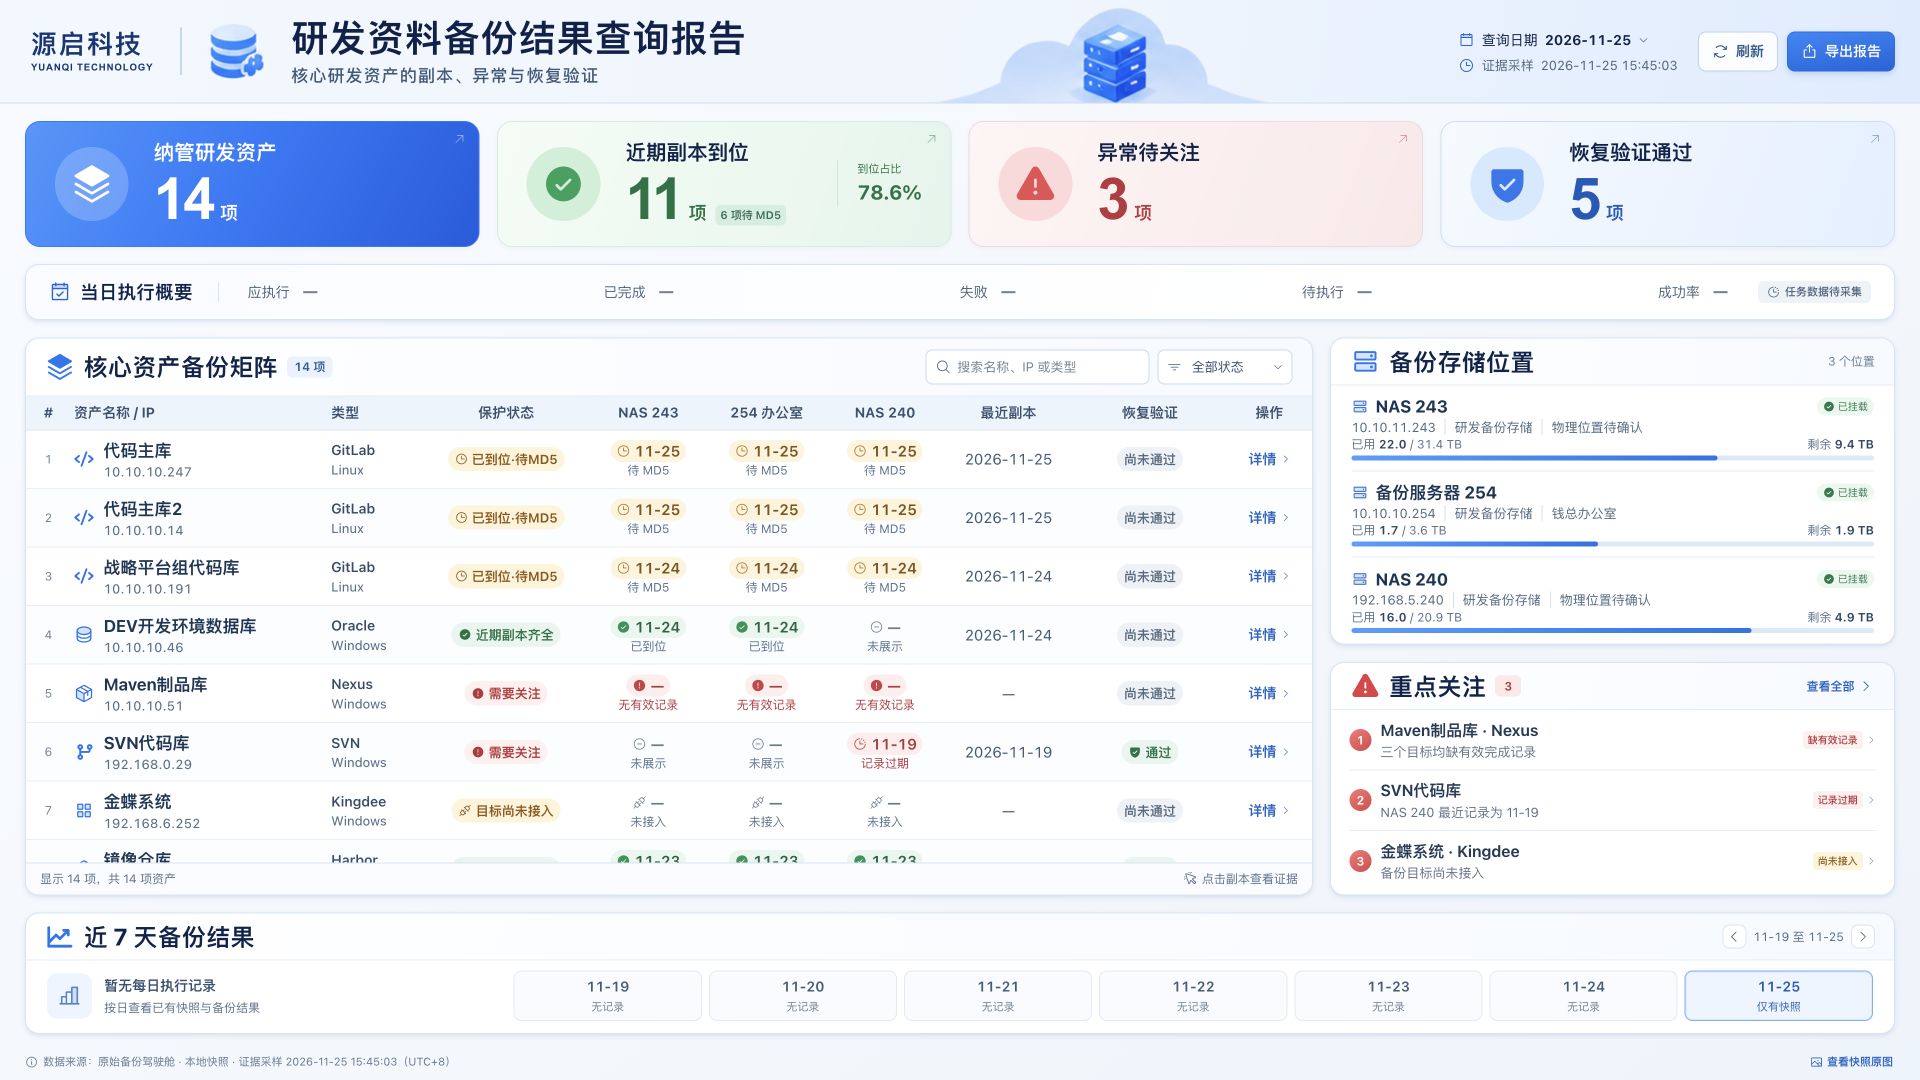 源启科技
YUANQI TECHNOLOGY
研发资料备份结果查询报告
核心研发资产的副本、异常与恢复验证
查询日期 2026-11-25
证据采样 2026-11-25 15:45:03
刷新
导出报告
纳管研发资产
14 项
近期副本到位
11 项 6 项待 MD5
到位占比
78.6%
异常待关注
3 项
恢复验证通过
5 项
当日执行概要
应执行 —
已完成 —
失败 —
待执行 —
成功率 —
任务数据待采集
核心资产备份矩阵 14 项
搜索名称、IP 或类型
全部状态
# 资产名称 / IP 类型 保护状态 NAS 243 254 办公室 NAS 240 最近副本 恢复验证 操作
1 代码主库 GitLab 已到位·待MD5 11-25 11-25 11-25 2026-11-25 尚未通过 详情
10.10.10.247 Linux 待 MD5 待 MD5 待 MD5
2 代码主库2 GitLab 已到位·待MD5 11-25 11-25 11-25 2026-11-25 尚未通过 详情
10.10.10.14 Linux 待 MD5 待 MD5 待 MD5
3 战略平台组代码库 GitLab 已到位·待MD5 11-24 11-24 11-24 2026-11-24 尚未通过 详情
10.10.10.191 Linux 待 MD5 待 MD5 待 MD5
4 DEV开发环境数据库 Oracle 近期副本齐全 11-24 11-24 — 2026-11-24 尚未通过 详情
10.10.10.46 Windows 已到位 已到位 未展示
5 Maven制品库 Nexus 需要关注 — — — — 尚未通过 详情
10.10.10.51 Windows 无有效记录 无有效记录 无有效记录
6 SVN代码库 SVN 需要关注 — — 11-19 2026-11-19 通过 详情
192.168.0.29 Windows 未展示 未展示 记录过期
7 金蝶系统 Kingdee 目标尚未接入 — — — — 尚未通过 详情
192.168.6.252 Windows 未接入 未接入 未接入
镜像仓库 Harbor 11-23 11-23 11-23
显示 14 项，共 14 项资产
点击副本查看证据
备份存储位置
3 个位置
NAS 243 已挂载
10.10.11.243 研发备份存储 物理位置待确认
已用 22.0 / 31.4 TB 剩余 9.4 TB
备份服务器 254 已挂载
10.10.10.254 研发备份存储 钱总办公室
已用 1.7 / 3.6 TB 剩余 1.9 TB
NAS 240 已挂载
192.168.5.240 研发备份存储 物理位置待确认
已用 16.0 / 20.9 TB 剩余 4.9 TB
重点关注 3
查看全部
1 Maven制品库 · Nexus 缺有效记录
三个目标均缺有效完成记录
2 SVN代码库 记录过期
NAS 240 最近记录为 11-19
3 金蝶系统 · Kingdee 尚未接入
备份目标尚未接入
近 7 天备份结果
11-19 至 11-25
暂无每日执行记录
按日查看已有快照与备份结果
11-19 11-20 11-21 11-22 11-23 11-24 11-25
无记录 无记录 无记录 无记录 无记录 无记录 仅有快照
数据来源：原始备份驾驶舱 · 本地快照 · 证据采样 2026-11-25 15:45:03（UTC+8）
查看快照原图